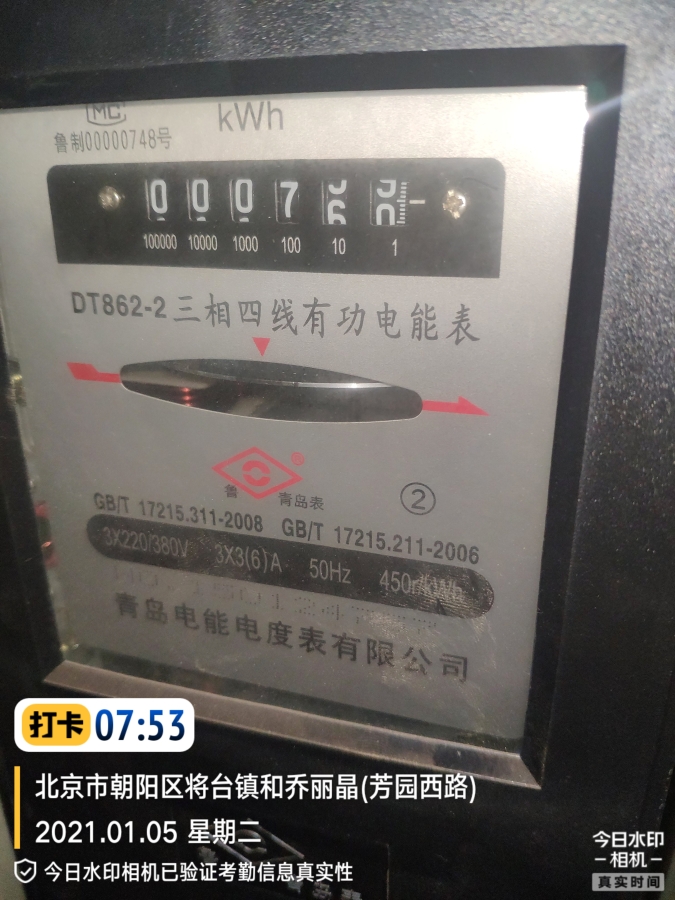 MC
kWh
鲁制00000748号
0 0 0 7
100000 10000 1000 100 10 1
DT862-2 三相四线有功电能表
鲁 青岛表 ®
②
GB/T 17215.311-2008 GB/T 17215.211-2006
3X220/380V 3X3(6)A 50Hz 450r/kWh
青岛电能电度表有限公司
打卡 07:53
北京市朝阳区将台镇和乔丽晶(芳园西路)
2021.01.05 星期二
今日水印相机已验证考勤信息真实性
今日水印
-相机-
真实时间